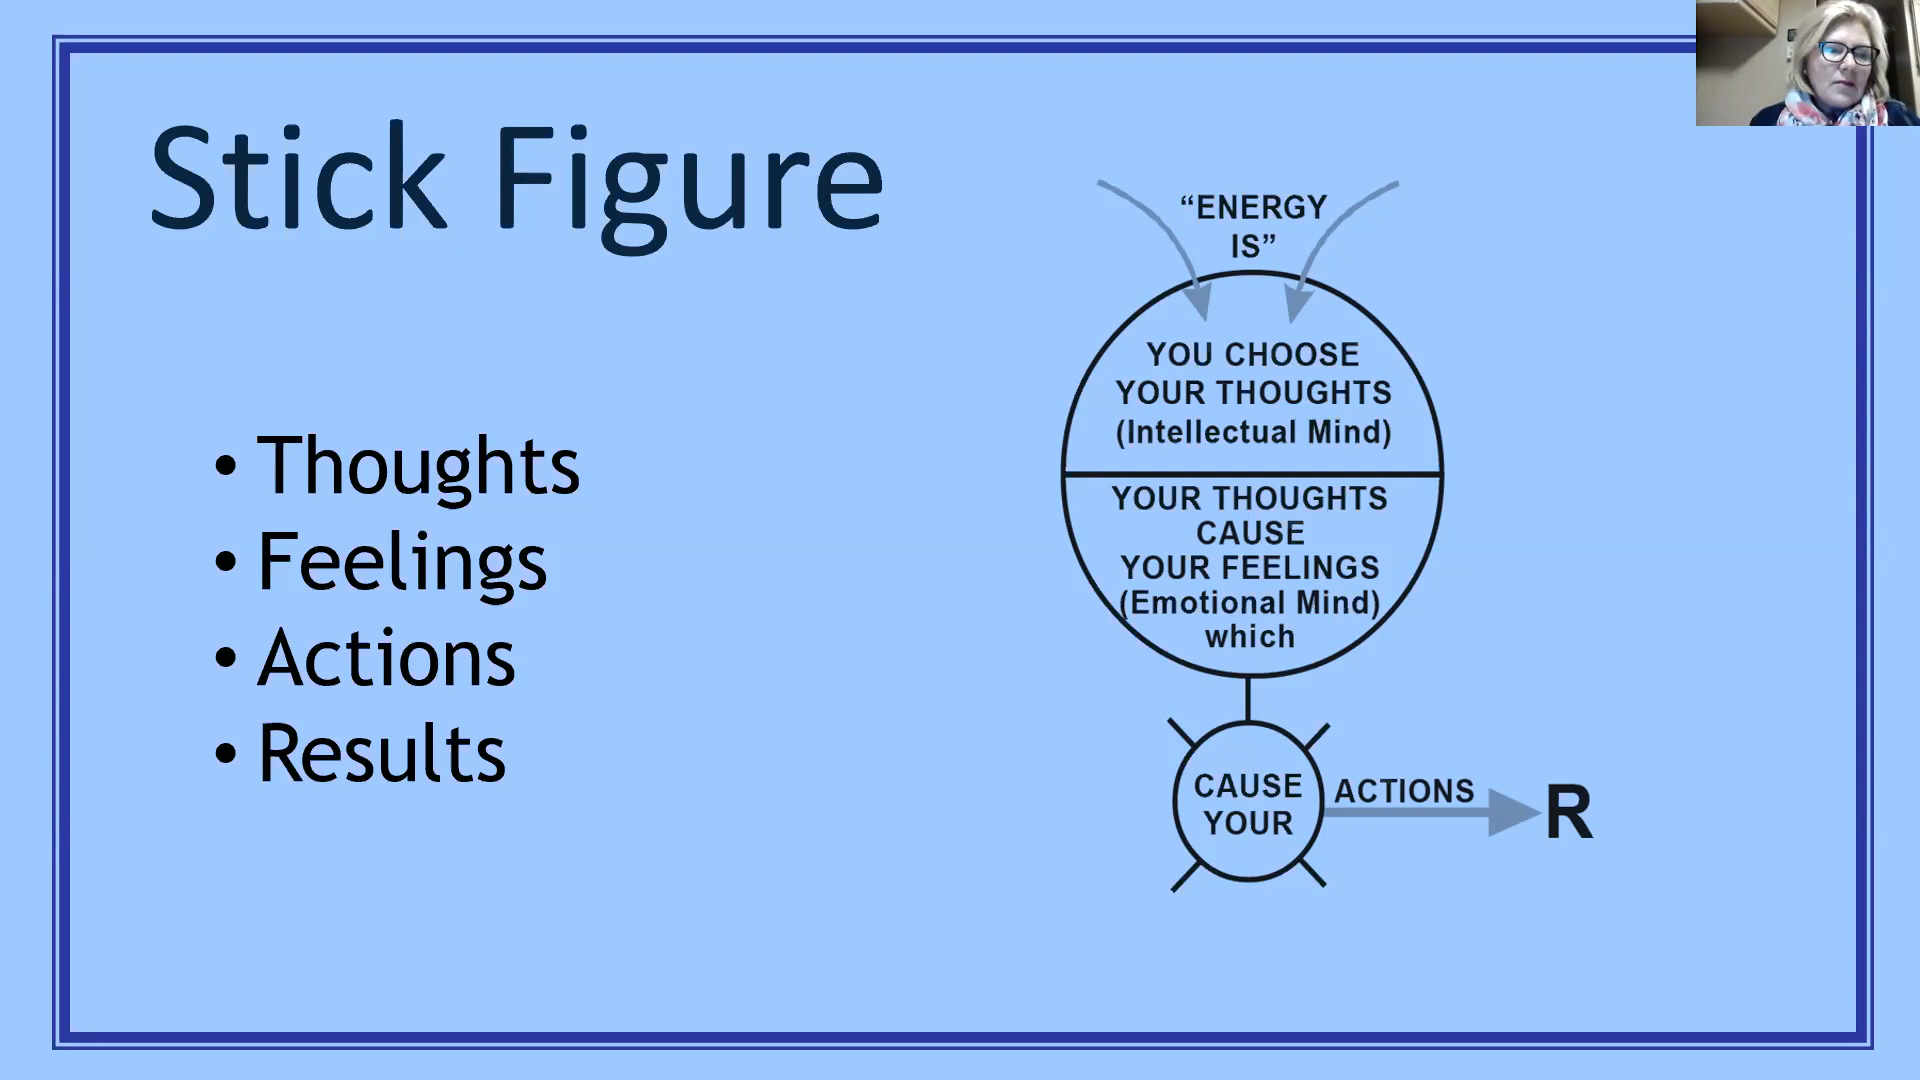 Stick Figure
• Thoughts
• Feelings
• Actions
• Results
“ENERGY
IS”
YOU CHOOSE
YOUR THOUGHTS
(Intellectual Mind)
YOUR THOUGHTS
CAUSE
YOUR FEELINGS
(Emotional Mind)
which
CAUSE
YOUR
ACTIONS
R